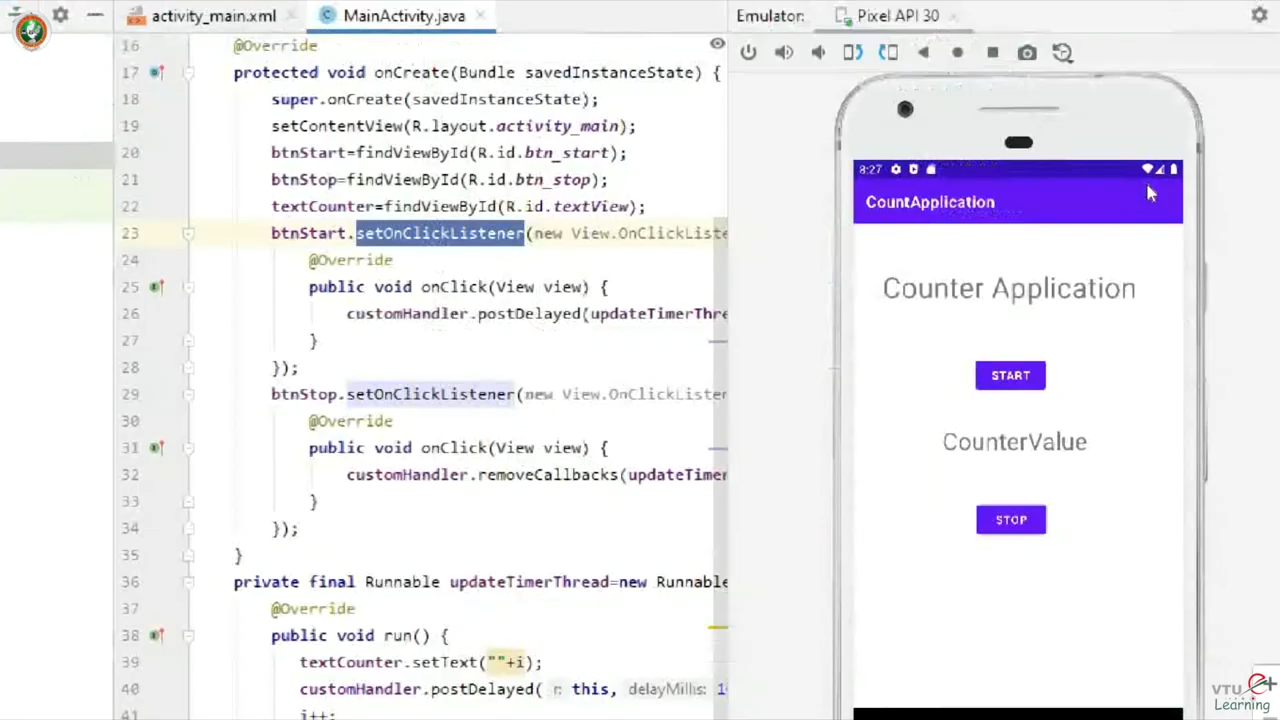 activity_main.xml
MainActivity.java
Emulator:
Pixel API 30
16 @Override
17 protected void onCreate(Bundle savedInstanceState) {
18 super.onCreate(savedInstanceState);
19 setContentView(R.layout.activity_main);
20 btnStart=findViewById(R.id.btn_start);
21 btnStop=findViewById(R.id.btn_stop);
22 textCounter=findViewById(R.id.textView);
23 btnStart.setOnClickListener(new View.OnClickListe
24 @Override
25 public void onClick(View view) {
26 customHandler.postDelayed(updateTimerThre
27 }
28 });
29 btnStop.setOnClickListener(new View.OnClickListen
30 @Override
31 public void onClick(View view) {
32 customHandler.removeCallbacks(updateTimer
33 }
34 });
35 }
36 private final Runnable updateTimerThread=new Runnable
37 @Override
38 public void run() {
39 textCounter.setText(""+i);
40 customHandler.postDelayed( r: this, delayMillis: 1
41 i++;
8:27
CountApplication
Counter Application
START
CounterValue
STOP
VTU e+
Learning